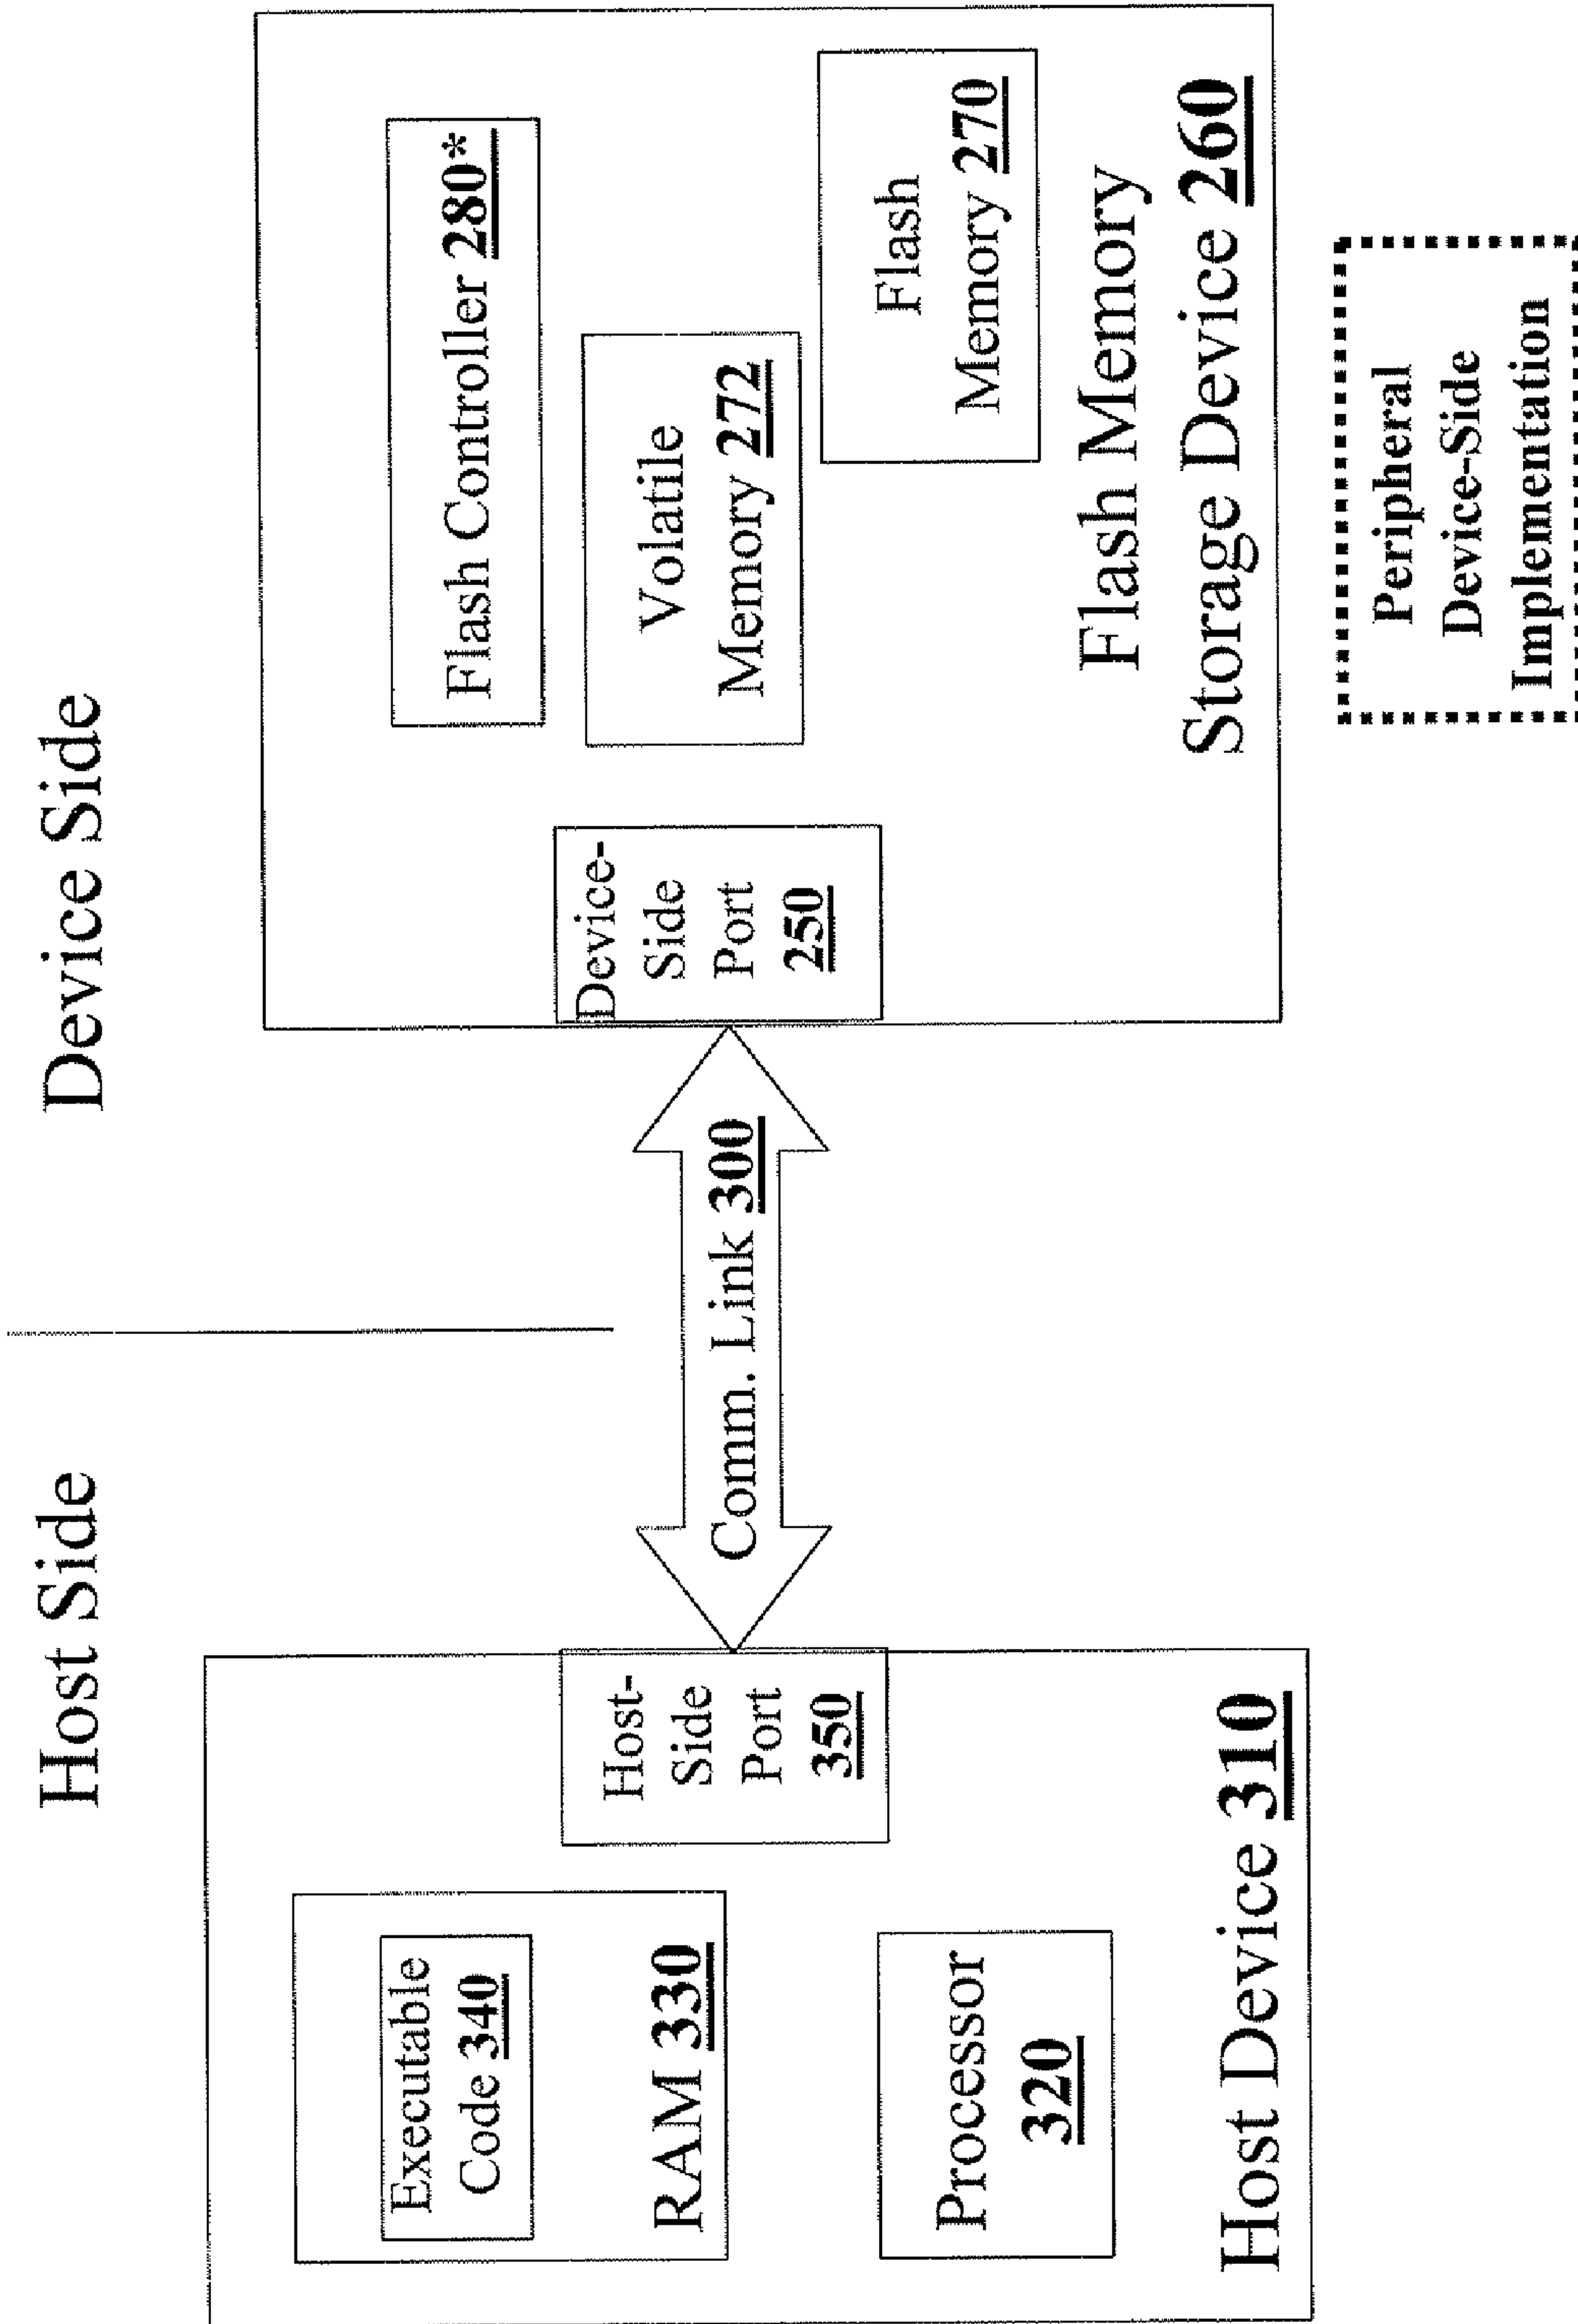 Host Side
Device Side
Executable
Code 340
RAM 330
Processor
320
Host Device 310
Host-
Side
Port
350
Comm. Link 300
Device-
Side
Port
250
Flash Controller 280*
Volatile
Memory 272
Flash
Memory 270
Flash Memory
Storage Device 260
Peripheral
Device-Side
Implementation